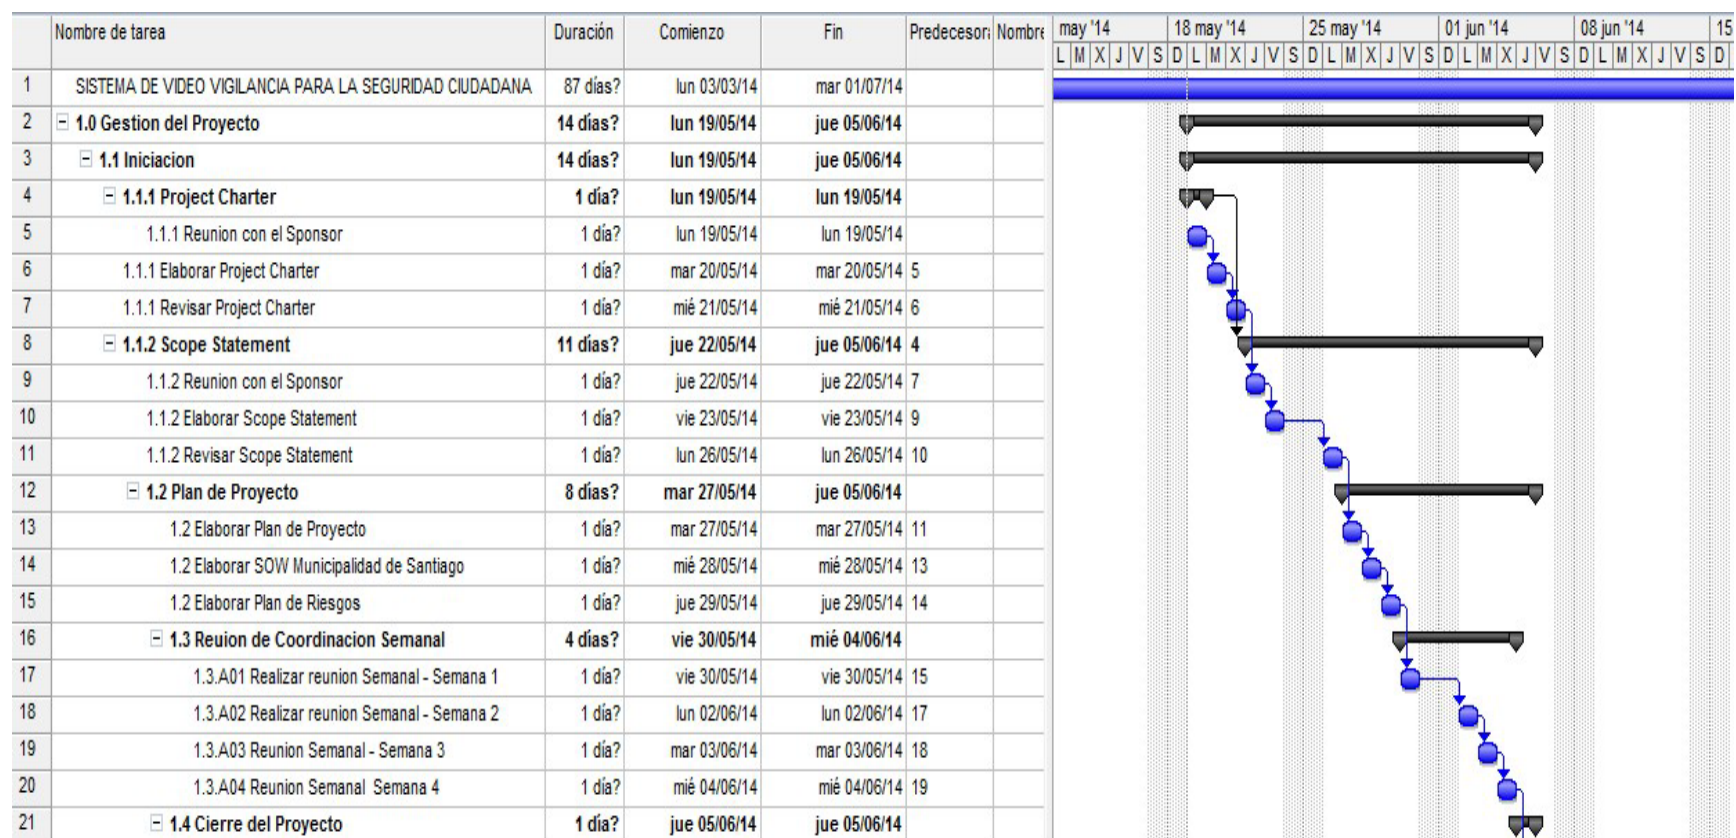 Nombre de tarea Duración Comienzo Fin Predecesor Nombre may '14 18 may '14 25 may '14 01 jun '14 08 jun '14 15
L M X J V S D L M X J V S D L M X J V S D L M X J V S D L M X J V S D
1 SISTEMA DE VIDEO VIGILANCIA PARA LA SEGURIDAD CIUDADANA 87 días? lun 03/03/14 mar 01/07/14
2 1.0 Gestion del Proyecto 14 días? lun 19/05/14 jue 05/06/14
3 1.1 Iniciacion 14 días? lun 19/05/14 jue 05/06/14
4 1.1.1 Project Charter 1 día? lun 19/05/14 lun 19/05/14
5 1.1.1 Reunion con el Sponsor 1 día? lun 19/05/14 lun 19/05/14
6 1.1.1 Elaborar Project Charter 1 día? mar 20/05/14 mar 20/05/14 5
7 1.1.1 Revisar Project Charter 1 día? mié 21/05/14 mié 21/05/14 6
8 1.1.2 Scope Statement 11 días? jue 22/05/14 jue 05/06/14 4
9 1.1.2 Reunion con el Sponsor 1 día? jue 22/05/14 jue 22/05/14 7
10 1.1.2 Elaborar Scope Statement 1 día? vie 23/05/14 vie 23/05/14 9
11 1.1.2 Revisar Scope Statement 1 día? lun 26/05/14 lun 26/05/14 10
12 1.2 Plan de Proyecto 8 días? mar 27/05/14 jue 05/06/14
13 1.2 Elaborar Plan de Proyecto 1 día? mar 27/05/14 mar 27/05/14 11
14 1.2 Elaborar SOW Municipalidad de Santiago 1 día? mié 28/05/14 mié 28/05/14 13
15 1.2 Elaborar Plan de Riesgos 1 día? jue 29/05/14 jue 29/05/14 14
16 1.3 Reuion de Coordinacion Semanal 4 días? vie 30/05/14 mié 04/06/14
17 1.3.A01 Realizar reunion Semanal - Semana 1 1 día? vie 30/05/14 vie 30/05/14 15
18 1.3.A02 Realizar reunion Semanal - Semana 2 1 día? lun 02/06/14 lun 02/06/14 17
19 1.3.A03 Reunion Semanal - Semana 3 1 día? mar 03/06/14 mar 03/06/14 18
20 1.3.A04 Reunion Semanal Semana 4 1 día? mié 04/06/14 mié 04/06/14 19
21 1.4 Cierre del Proyecto 1 día? jue 05/06/14 jue 05/06/14